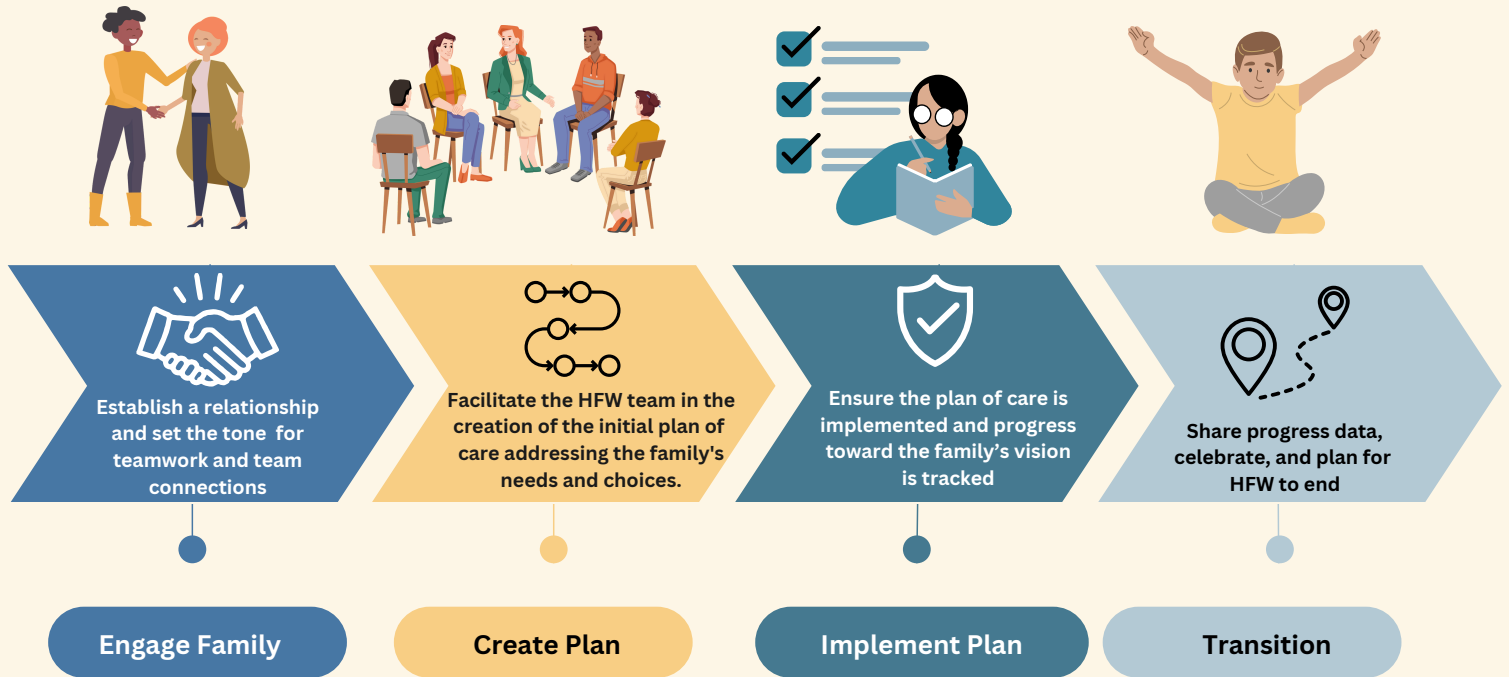 Establish a relationship
and set the tone for
teamwork and team
connections
Facilitate the HFW team in the
creation of the initial plan of
care addressing the family's
needs and choices.
Ensure the plan of care is
implemented and progress
toward the family’s vision
is tracked
Share progress data,
celebrate, and plan for
HFW to end
Engage Family
Create Plan
Implement Plan
Transition